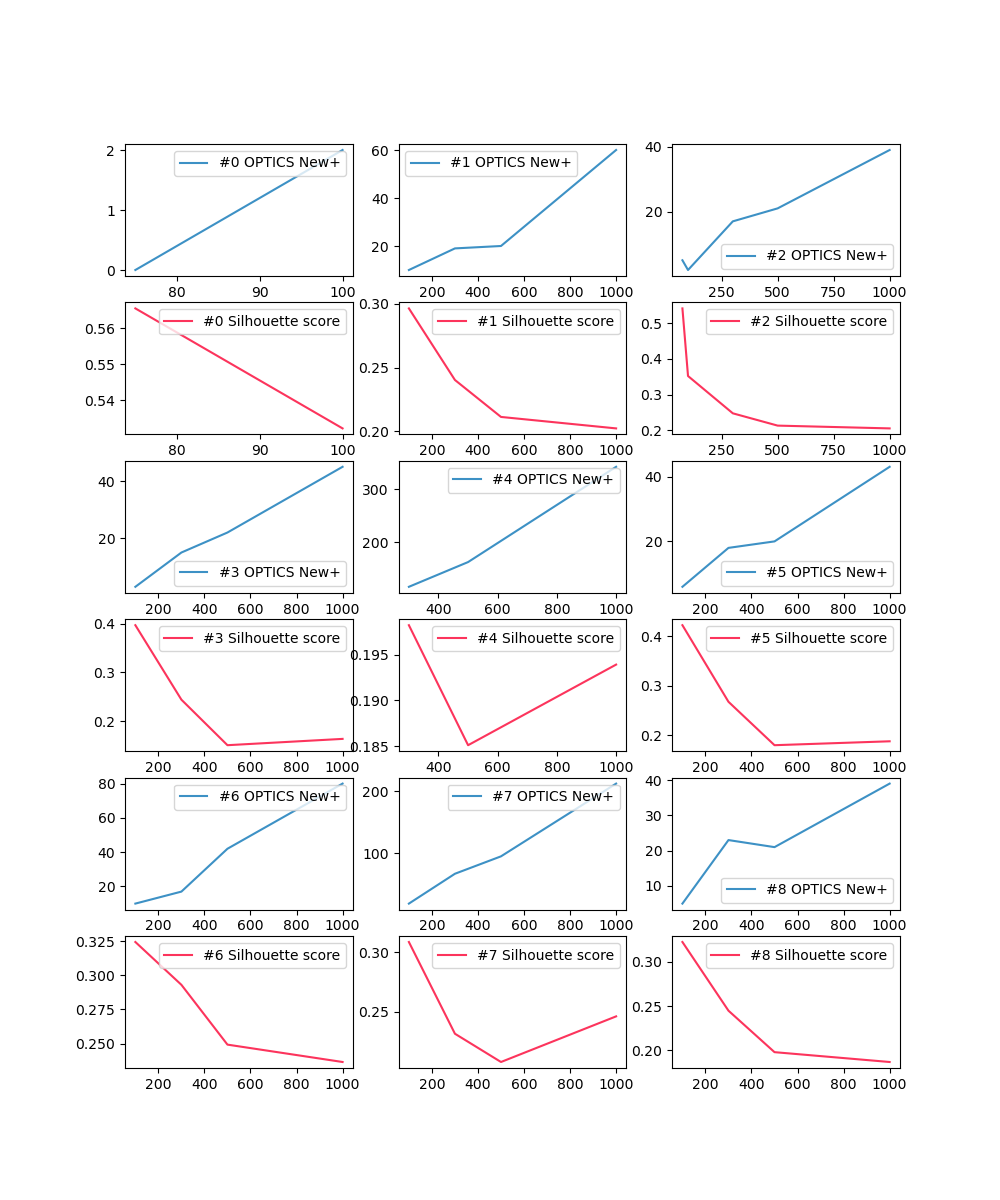 #0 OPTICS New+ #1 OPTICS New+ #2 OPTICS New+
2 60 40
1 40 20
0 20
80 90 100 200 400 600 800 1000 250 500 750 1000
#0 Silhouette score #1 Silhouette score #2 Silhouette score
0.56 0.30 0.5
0.55 0.25 0.4
0.54 0.20 0.3
0.2
80 90 100 200 400 600 800 1000 250 500 750 1000
#3 OPTICS New+ #4 OPTICS New+ #5 OPTICS New+
40 300 40
20 200 20
200 400 600 800 1000 400 600 800 1000 200 400 600 800 1000
#3 Silhouette score #4 Silhouette score #5 Silhouette score
0.4 0.195 0.4
0.3 0.190 0.3
0.2 0.185 0.2
200 400 600 800 1000 400 600 800 1000 200 400 600 800 1000
#6 OPTICS New+ #7 OPTICS New+ #8 OPTICS New+
80 200 40
60 100 30
40 20
20 10
200 400 600 800 1000 200 400 600 800 1000 200 400 600 800 1000
#6 Silhouette score #7 Silhouette score #8 Silhouette score
0.325 0.30 0.30
0.300 0.25 0.25
0.275 0.20
0.250
200 400 600 800 1000 200 400 600 800 1000 200 400 600 800 1000